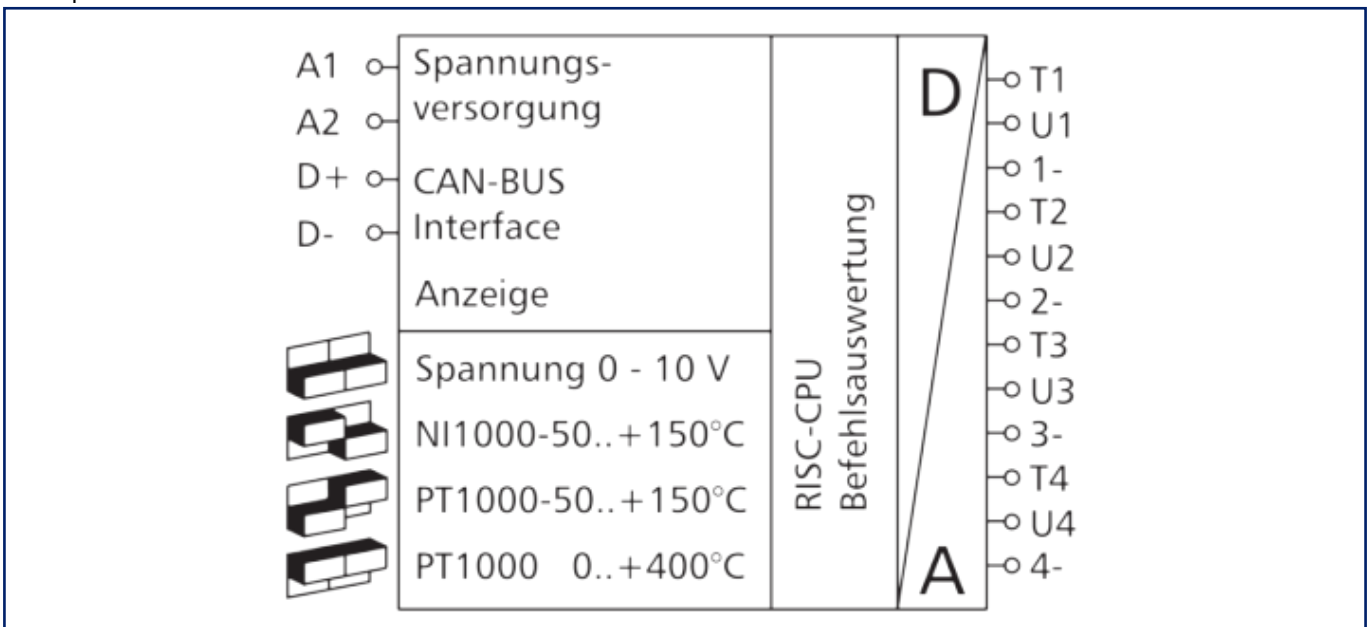 A1
A2
D+
D-
Spannungs-
versorgung
CAN-BUS
Interface
Anzeige
Spannung 0 - 10 V
NI1000-50..+150°C
PT1000-50..+150°C
PT1000 0..+400°C
RISC-CPU
Befehlsauswertung
D
A
T1
U1
1-
T2
U2
2-
T3
U3
3-
T4
U4
4-